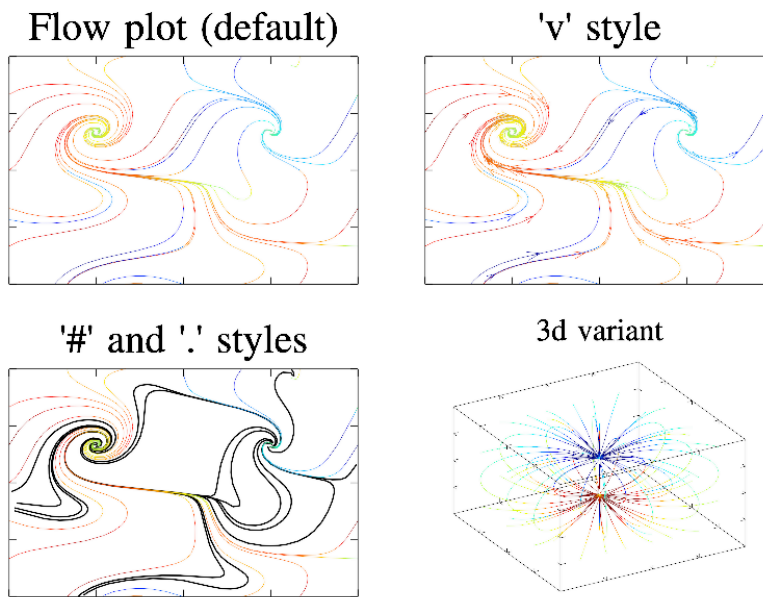 Flow plot (default)
'v' style
'#' and '.' styles
3d variant